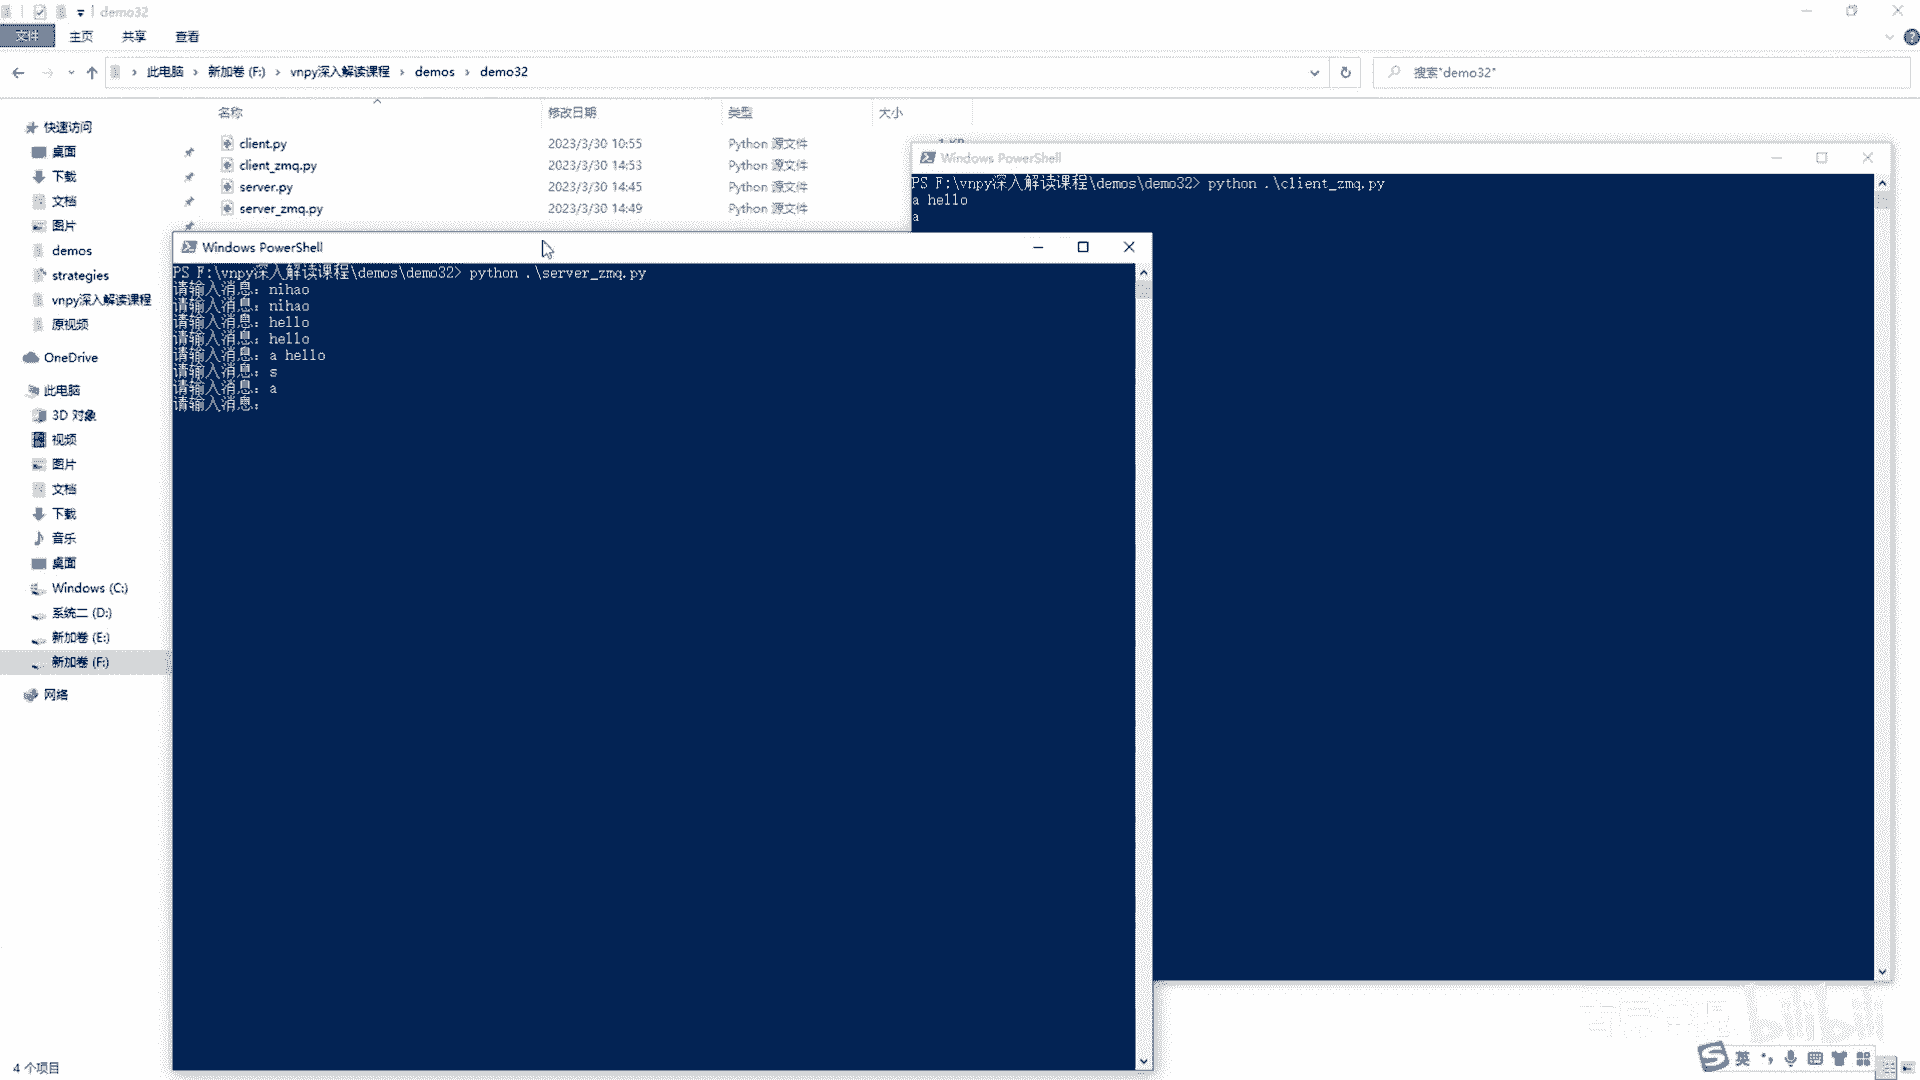 demo32
文件 主页 共享 查看
此电脑 › 新加卷 (F:) › vnpy深入解读课程 › demos › demo32
搜索"demo32"
名称 修改日期 类型 大小
client.py 2023/3/30 10:55 Python 源文件
client_zmq.py 2023/3/30 14:53 Python 源文件
server.py 2023/3/30 14:45 Python 源文件
server_zmq.py 2023/3/30 14:49 Python 源文件
快速访问
桌面
下载
文档
图片
demos
strategies
vnpy深入解读课程
原视频
OneDrive
此电脑
3D 对象
视频
图片
文档
下载
音乐
桌面
Windows (C:)
系统二 (D:)
新加卷 (E:)
新加卷 (F:)
网络
4 个项目
Windows PowerShell
PS F:\vnpy深入解读课程\demos\demo32> python .\client_zmq.py
a hello
a
Windows PowerShell
PS F:\vnpy深入解读课程\demos\demo32> python .\server_zmq.py
请输入消息: nihao
请输入消息: nihao
请输入消息: hello
请输入消息: hello
请输入消息: a hello
请输入消息: s
请输入消息: a
请输入消息:
bilibili
英